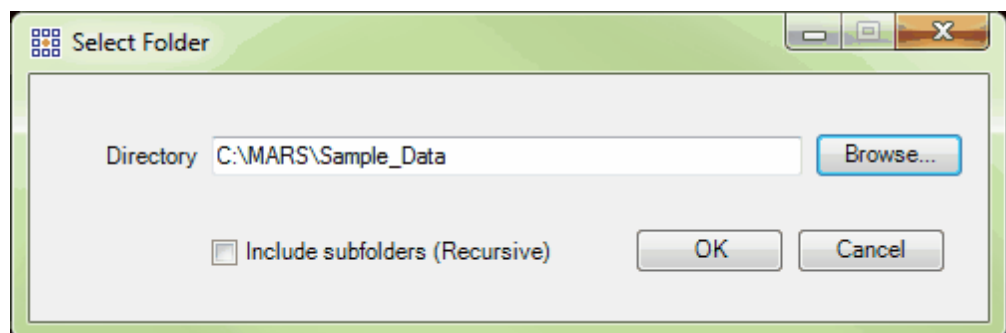 Select Folder
Directory C:\MARS\Sample_Data Browse...
Include subfolders (Recursive) OK Cancel